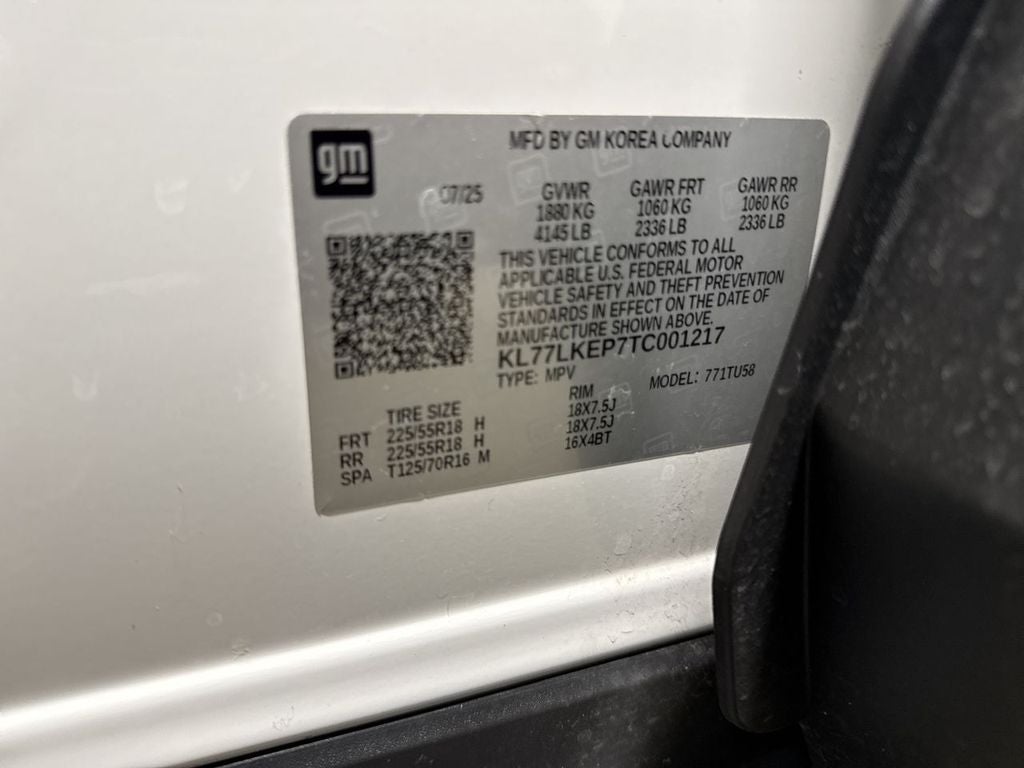 gm
MFD BY GM KOREA COMPANY
07/25 GVWR GAWR FRT GAWR RR
1880 KG 1060 KG 1060 KG
4145 LB 2336 LB 2336 LB
THIS VEHICLE CONFORMS TO ALL
APPLICABLE U.S. FEDERAL MOTOR
VEHICLE SAFETY AND THEFT PREVENTION
STANDARDS IN EFFECT ON THE DATE OF
MANUFACTURE SHOWN ABOVE.
KL77LKEP7TC001217
TYPE: MPV MODEL: 771TU58
TIRE SIZE RIM
FRT 225/55R18 H 18X7.5J
RR 225/55R18 H 18X7.5J
SPA T125/70R16 M 16X4BT